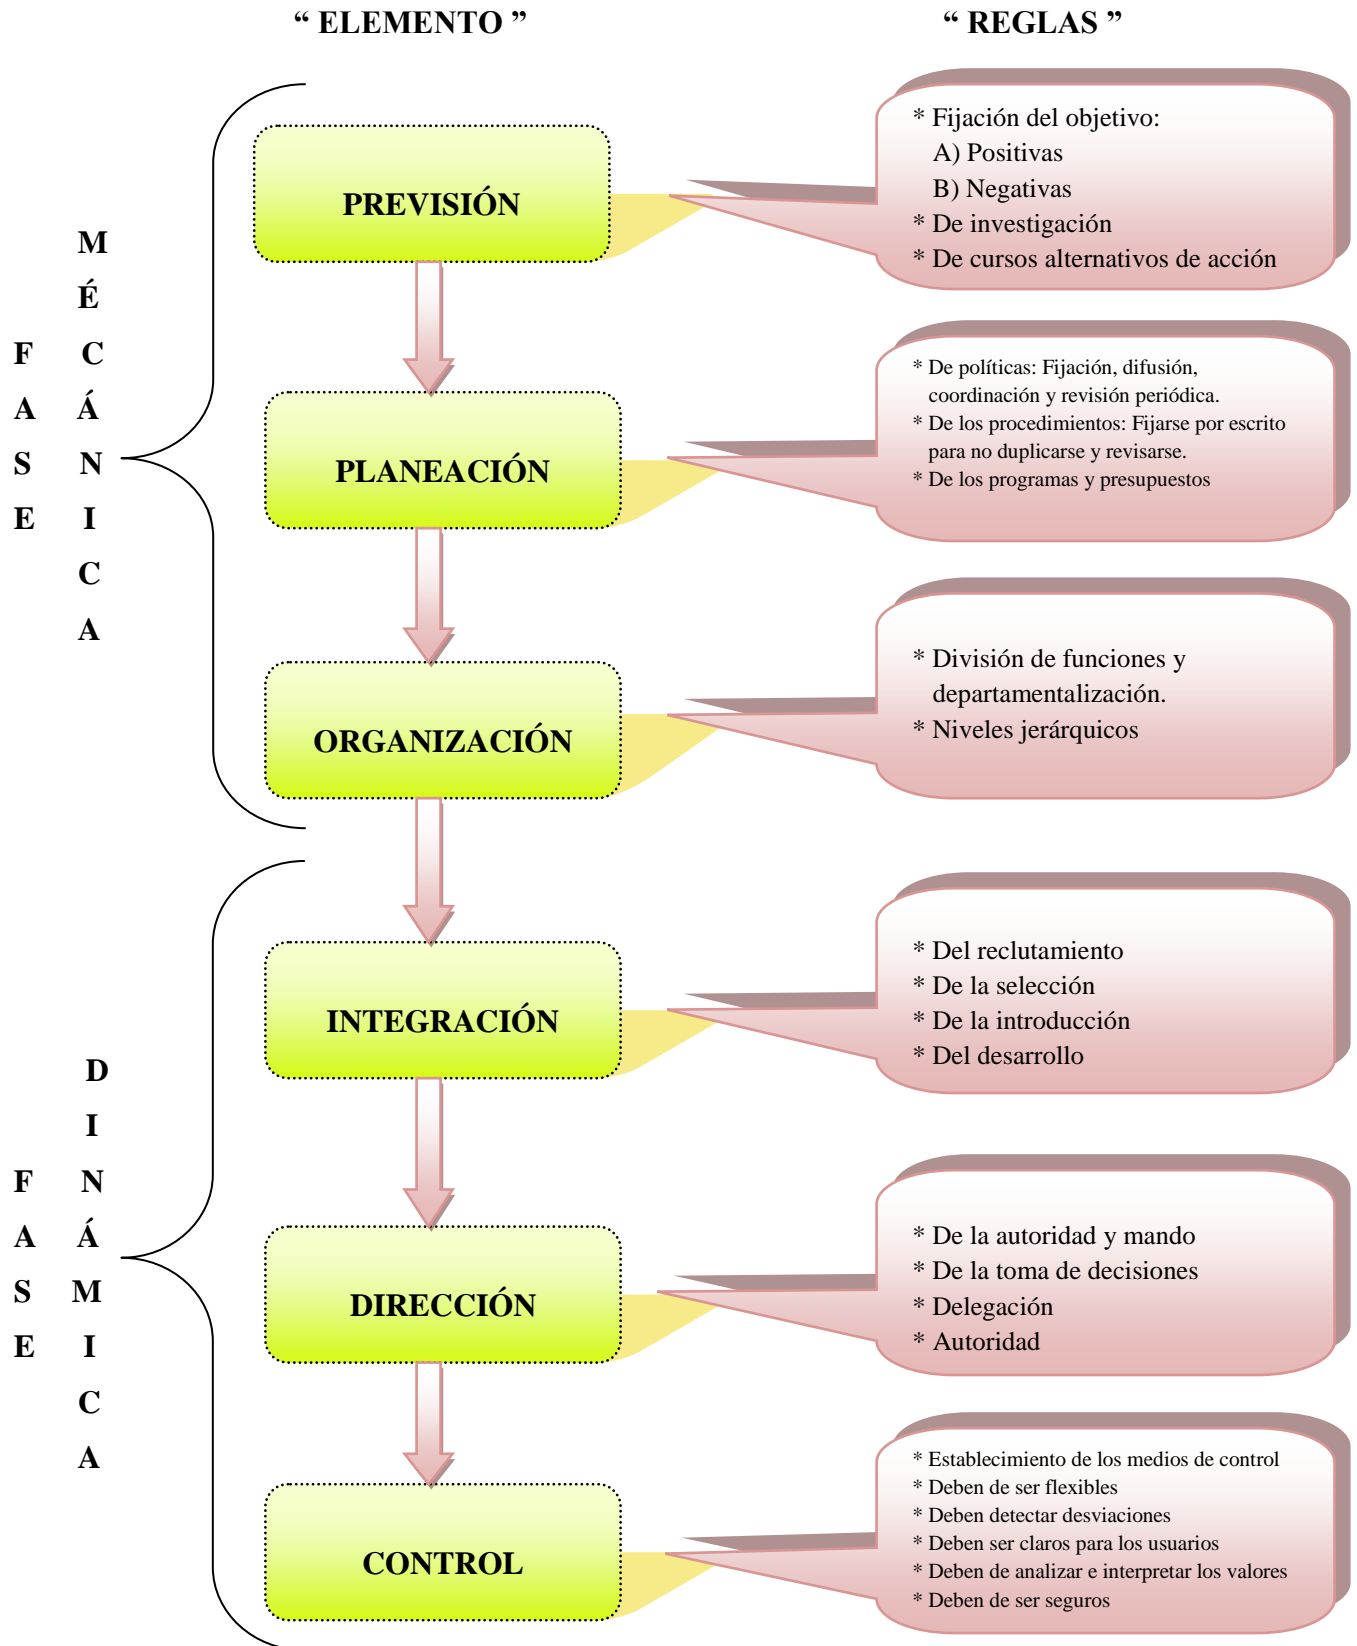 “ ELEMENTO ”
“ REGLAS ”
FASE
MÉCÁNICA
PREVISIÓN
* Fijación del objetivo:
A) Positivas
B) Negativas
* De investigación
* De cursos alternativos de acción
PLANEACIÓN
* De políticas: Fijación, difusión,
coordinación y revisión periódica.
* De los procedimientos: Fijarse por escrito
para no duplicarse y revisarse.
* De los programas y presupuestos
ORGANIZACIÓN
* División de funciones y
departamentalización.
* Niveles jerárquicos
FASE
DINÁMICA
INTEGRACIÓN
* Del reclutamiento
* De la selección
* De la introducción
* Del desarrollo
DIRECCIÓN
* De la autoridad y mando
* De la toma de decisiones
* Delegación
* Autoridad
CONTROL
* Establecimiento de los medios de control
* Deben de ser flexibles
* Deben detectar desviaciones
* Deben ser claros para los usuarios
* Deben de analizar e interpretar los valores
* Deben de ser seguros